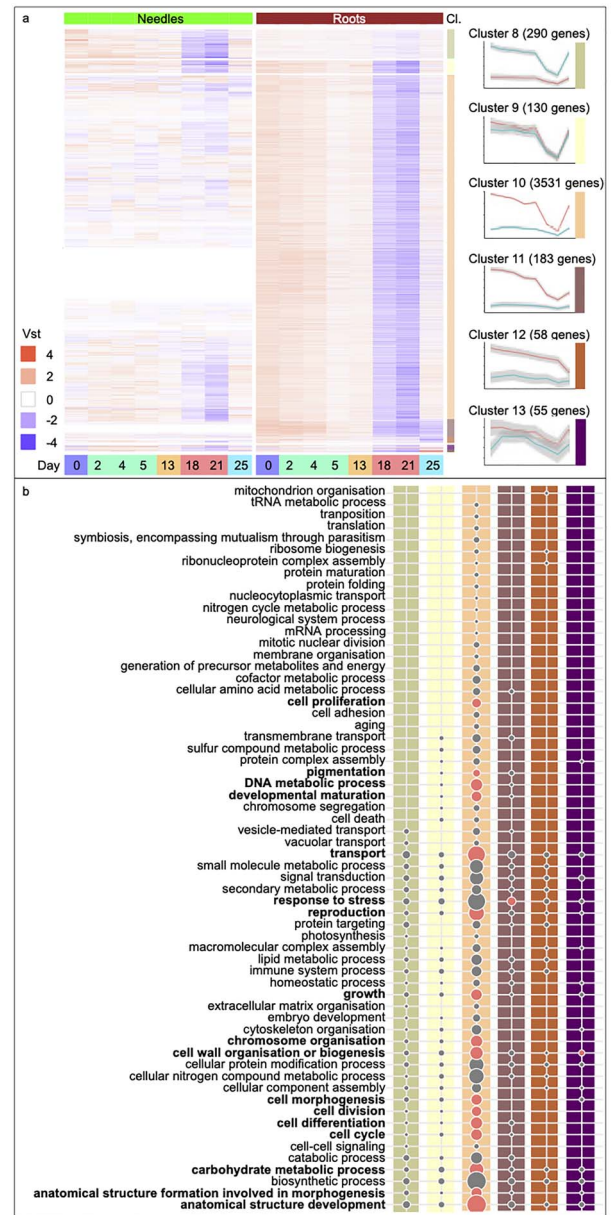 a
Needles
Roots
Cl.
Cluster 8 (290 genes)
Cluster 9 (130 genes)
Cluster 10 (3531 genes)
Cluster 11 (183 genes)
Cluster 12 (58 genes)
Cluster 13 (55 genes)
Vst
4
2
0
-2
-4
Day 0 2 4 5 13 18 21 25 0 2 4 5 13 18 21 25
b
mitochondrion organisation
tRNA metabolic process
tranposition
translation
symbiosis, encompassing mutualism through parasitism
ribosome biogenesis
ribonucleoprotein complex assembly
protein maturation
protein folding
nucleocytoplasmic transport
nitrogen cycle metabolic process
neurological system process
mRNA processing
mitotic nuclear division
membrane organisation
generation of precursor metabolites and energy
cofactor metabolic process
cellular amino acid metabolic process
cell proliferation
cell adhesion
aging
transmembrane transport
sulfur compound metabolic process
protein complex assembly
pigmentation
DNA metabolic process
developmental maturation
chromosome segregation
cell death
vesicle-mediated transport
vacuolar transport
transport
small molecule metabolic process
signal transduction
secondary metabolic process
response to stress
reproduction
protein targeting
photosynthesis
macromolecular complex assembly
lipid metabolic process
immune system process
homeostatic process
growth
extracellular matrix organisation
embryo development
cytoskeleton organisation
chromosome organisation
cell wall organisation or biogenesis
cellular protein modification process
cellular nitrogen compound metabolic process
cellular component assembly
cell morphogenesis
cell division
cell differentiation
cell cycle
cell-cell signaling
catabolic process
carbohydrate metabolic process
biosynthetic process
anatomical structure formation involved in morphogenesis
anatomical structure development